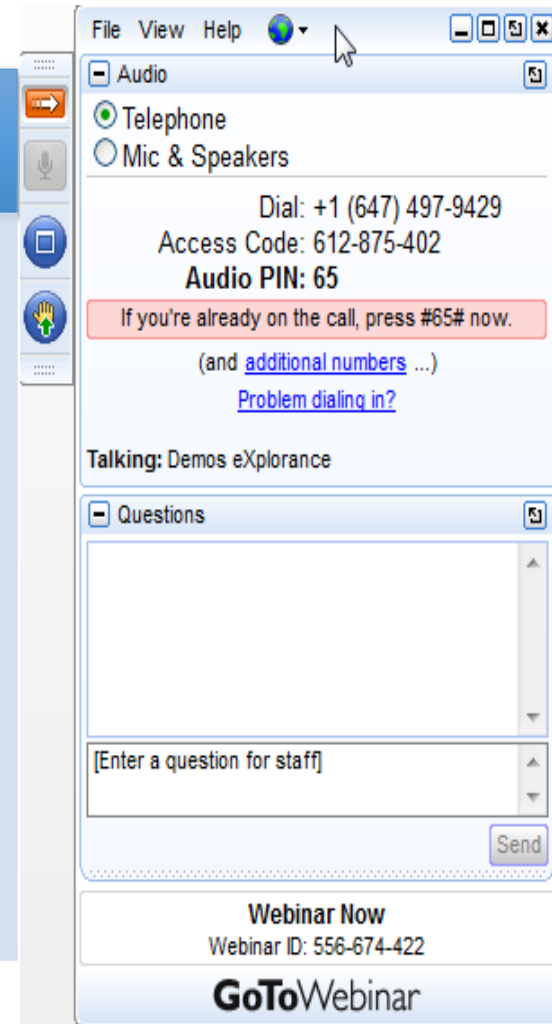 File View Help
Audio
Telephone
Mic & Speakers
Dial: +1 (647) 497-9429
Access Code: 612-875-402
Audio PIN: 65
If you're already on the call, press #65# now.
(and additional numbers ...)
Problem dialing in?
Talking: Demos eXplorance
Questions
[Enter a question for staff]
Send
Webinar Now
Webinar ID: 556-674-422
GoToWebinar